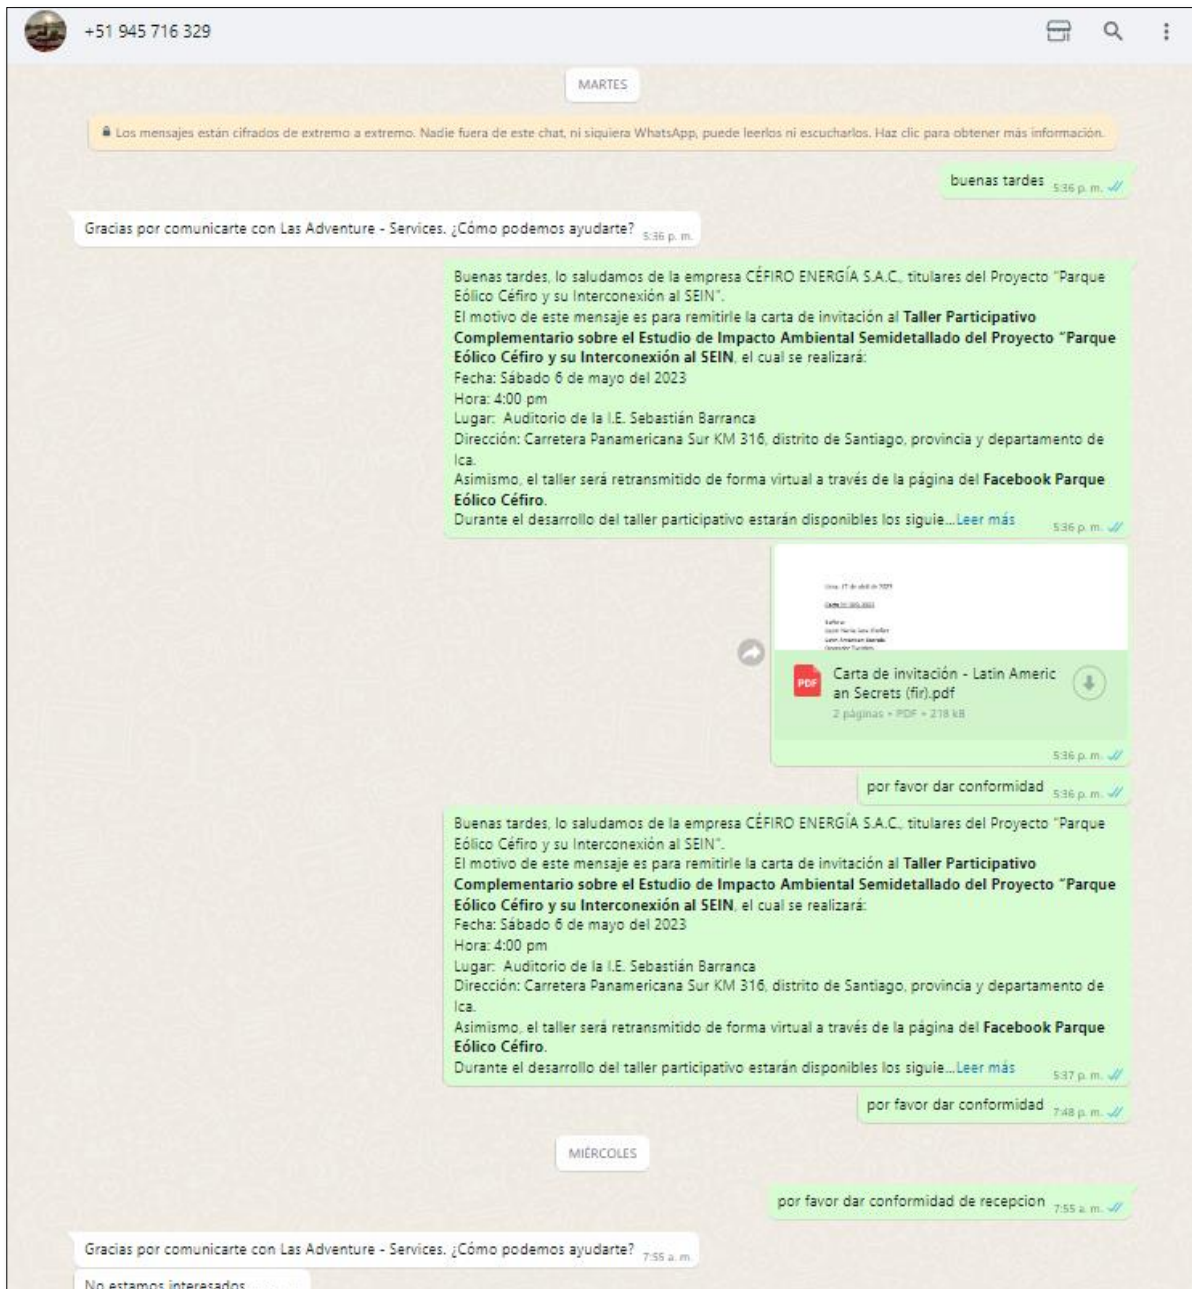 +51 945 716 329
MARTES
Los mensajes están cifrados de extremo a extremo. Nadie fuera de este chat, ni siquiera WhatsApp, puede leerlos ni escucharlos. Haz clic para obtener más información.
buenas tardes 5:36 p. m.
Gracias por comunicarte con Las Adventure - Services. ¿Cómo podemos ayudarte? 5:36 p. m.
Buenas tardes, lo saludamos de la empresa CÉFIRO ENERGÍA S.A.C., titulares del Proyecto "Parque
Eólico Céfiro y su Interconexión al SEIN".
El motivo de este mensaje es para remitirle la carta de invitación al Taller Participativo
Complementario sobre el Estudio de Impacto Ambiental Semidetallado del Proyecto "Parque
Eólico Céfiro y su Interconexión al SEIN, el cual se realizará:
Fecha: Sábado 6 de mayo del 2023
Hora: 4:00 pm
Lugar: Auditorio de la I.E. Sebastián Barranca
Dirección: Carretera Panamericana Sur KM 316, distrito de Santiago, provincia y departamento de
Ica.
Asimismo, el taller será retransmitido de forma virtual a través de la página del Facebook Parque
Eólico Céfiro.
Durante el desarrollo del taller participativo estarán disponibles los siguie...Leer más 5:36 p. m.
Lima, 17 de abril de 2023
PDF
Carta de invitación - Latin Americ
an Secrets (fir).pdf
2 páginas • PDF • 278 kB
5:36 p. m.
por favor dar conformidad 5:36 p. m.
Buenas tardes, lo saludamos de la empresa CÉFIRO ENERGÍA S.A.C., titulares del Proyecto "Parque
Eólico Céfiro y su Interconexión al SEIN".
El motivo de este mensaje es para remitirle la carta de invitación al Taller Participativo
Complementario sobre el Estudio de Impacto Ambiental Semidetallado del Proyecto "Parque
Eólico Céfiro y su Interconexión al SEIN, el cual se realizará:
Fecha: Sábado 6 de mayo del 2023
Hora: 4:00 pm
Lugar: Auditorio de la I.E. Sebastián Barranca
Dirección: Carretera Panamericana Sur KM 316, distrito de Santiago, provincia y departamento de
Ica.
Asimismo, el taller será retransmitido de forma virtual a través de la página del Facebook Parque
Eólico Céfiro.
Durante el desarrollo del taller participativo estarán disponibles los siguie...Leer más 5:37 p. m.
por favor dar conformidad 7:48 p. m.
MIÉRCOLES
por favor dar conformidad de recepcion 7:55 a. m.
Gracias por comunicarte con Las Adventure - Services. ¿Cómo podemos ayudarte? 7:55 a. m.
No estamos interesados